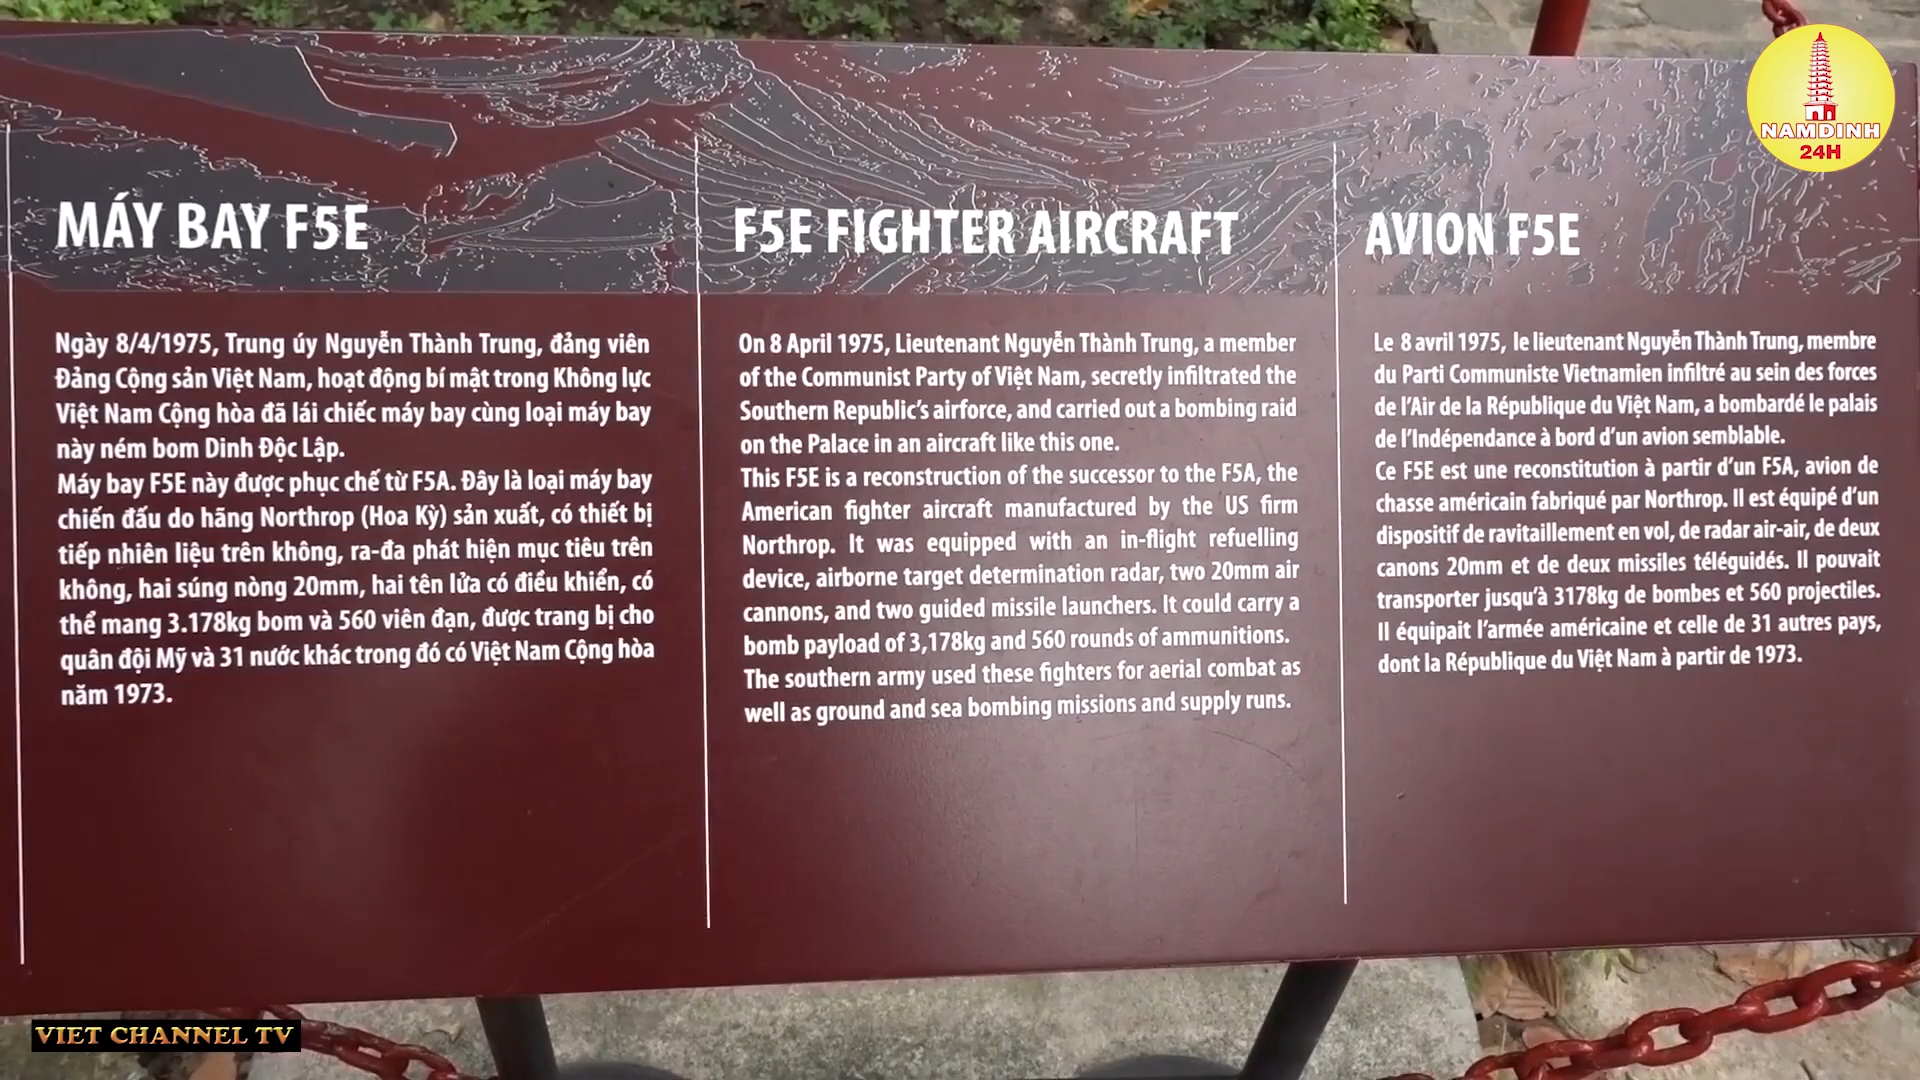 MÁY BAY F5E
Ngày 8/4/1975, Trung úy Nguyễn Thành Trung, đảng viên
Đảng Cộng sản Việt Nam, hoạt động bí mật trong Không lực
Việt Nam Cộng hòa đã lái chiếc máy bay cùng loại máy bay
này ném bom Dinh Độc Lập.
Máy bay F5E này được phục chế từ F5A. Đây là loại máy bay
chiến đấu do hãng Northrop (Hoa Kỳ) sản xuất, có thiết bị
tiếp nhiên liệu trên không, ra-đa phát hiện mục tiêu trên
không, hai súng nòng 20mm, hai tên lửa có điều khiển, có
thể mang 3.178kg bom và 560 viên đạn, được trang bị cho
quân đội Mỹ và 31 nước khác trong đó có Việt Nam Cộng hòa
năm 1973.
F5E FIGHTER AIRCRAFT
On 8 April 1975, Lieutenant Nguyễn Thành Trung, a member
of the Communist Party of Việt Nam, secretly infiltrated the
Southern Republic's airforce, and carried out a bombing raid
on the Palace in an aircraft like this one.
This F5E is a reconstruction of the successor to the F5A, the
American fighter aircraft manufactured by the US firm
Northrop. It was equipped with an in-flight refuelling
device, airborne target determination radar, two 20mm air
cannons, and two guided missile launchers. It could carry a
bomb payload of 3,178kg and 560 rounds of ammunitions.
The southern army used these fighters for aerial combat as
well as ground and sea bombing missions and supply runs.
AVION F5E
Le 8 avril 1975, le lieutenant Nguyễn Thành Trung, membre
du Parti Communiste Vietnamien infiltré au sein des forces
de l'Air de la République du Việt Nam, a bombardé le palais
de l'Indépendance à bord d'un avion semblable.
Ce F5E est une reconstitution à partir d'un F5A, avion de
chasse américain fabriqué par Northrop. Il est équipé d'un
dispositif de ravitaillement en vol, de radar air-air, de deux
canons 20mm et de deux missiles téléguidés. Il pouvait
transporter jusqu'à 3178kg de bombes et 560 projectiles.
Il équipait l'armée américaine et celle de 31 autres pays,
dont la République du Việt Nam à partir de 1973.
NAMDINH
24H
VIET CHANNEL TV